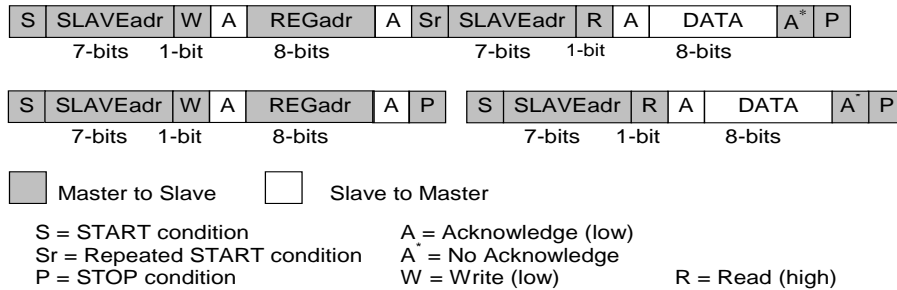 S SLAVEadr W A REGadr A Sr SLAVEadr R A DATA A* P
7-bits 1-bit 8-bits 7-bits 1-bit 8-bits
S SLAVEadr W A REGadr A P S SLAVEadr R A DATA A- P
7-bits 1-bit 8-bits 7-bits 1-bit 8-bits
Master to Slave Slave to Master
S = START condition A = Acknowledge (low)
Sr = Repeated START condition A* = No Acknowledge
P = STOP condition W = Write (low) R = Read (high)